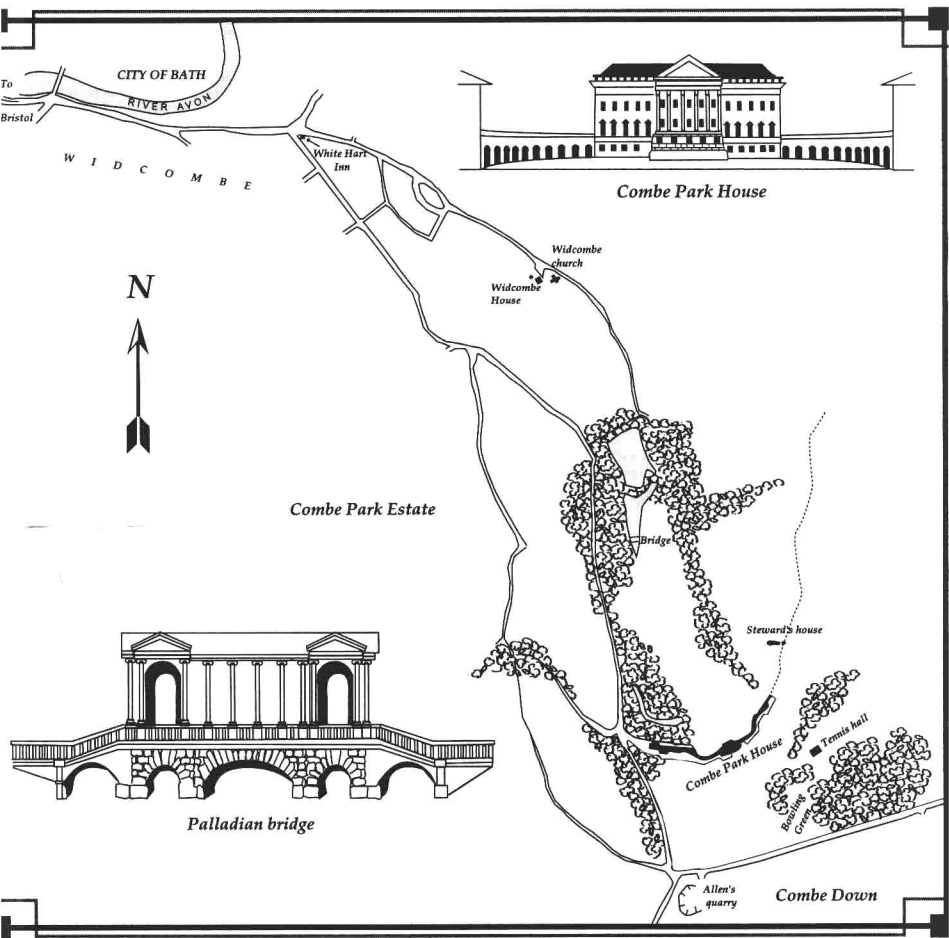 To
Bristol
CITY OF BATH
RIVER AVON
WIDCOMBE
White Hart
Inn
Combe Park House
Widcombe
church
Widcombe
House
N
Combe Park Estate
Bridge
Steward's house
Tennis hall
Combe Park House
Bowling
Green
Palladian bridge
Allen's
quarry
Combe Down